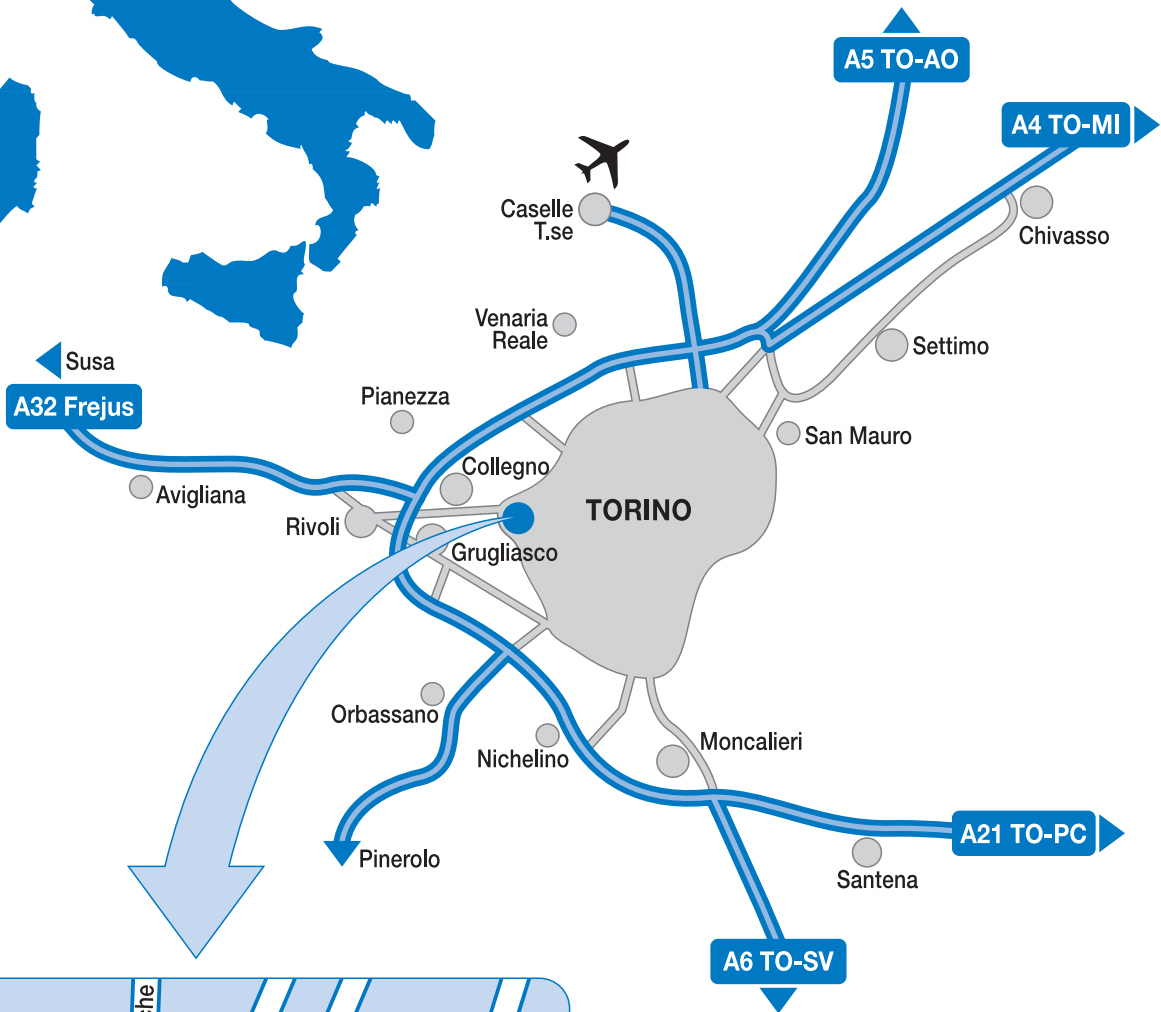 A5 TO-AO
A4 TO-MI
Caselle
T.se
Chivasso
Venaria
Reale
Settimo
Susa
A32 Frejus
Pianezza
San Mauro
Collegno
Avigliana
TORINO
Rivoli
Grugliasco
Orbassano
Moncalieri
Nichelino
A21 TO-PC
Pinerolo
Santena
A6 TO-SV